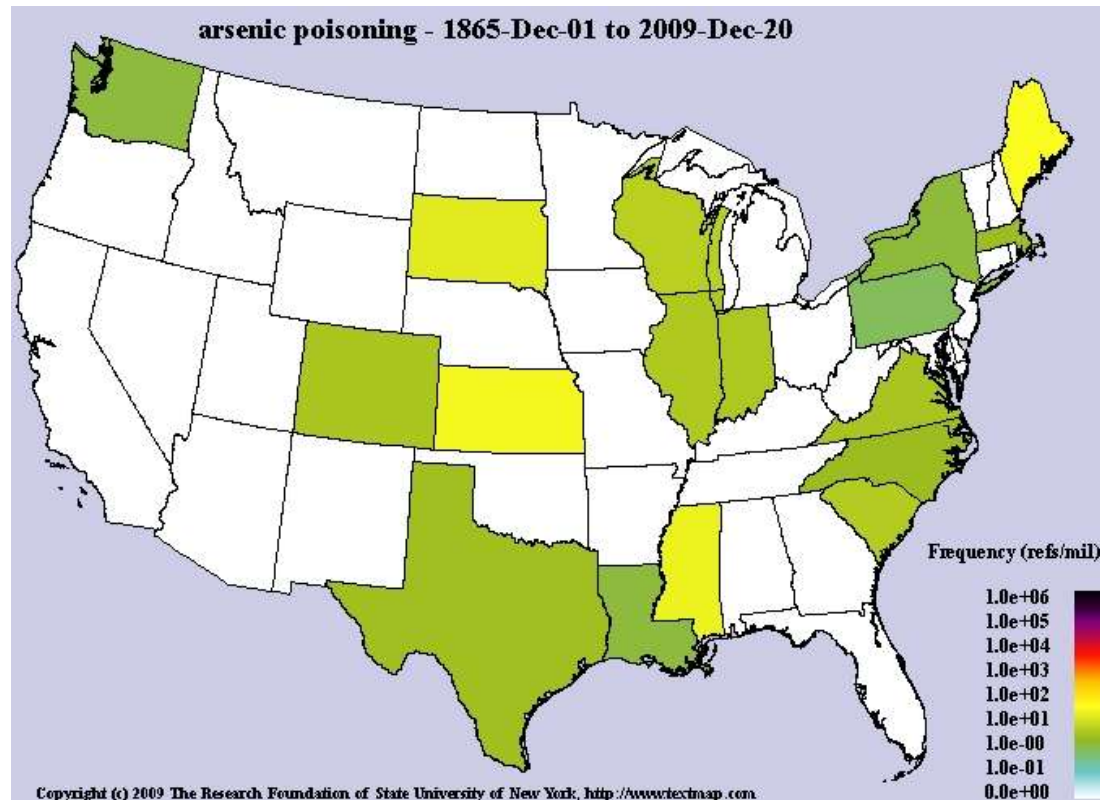 arsenic poisoning - 1865-Dec-01 to 2009-Dec-20
Frequency (refs/mil)
1.0e+06
1.0e+05
1.0e+04
1.0e+03
1.0e+02
1.0e+01
1.0e-00
1.0e-01
0.0e+00
Copyright (c) 2009 The Research Foundation of State University of New York, http://www.textmap.com